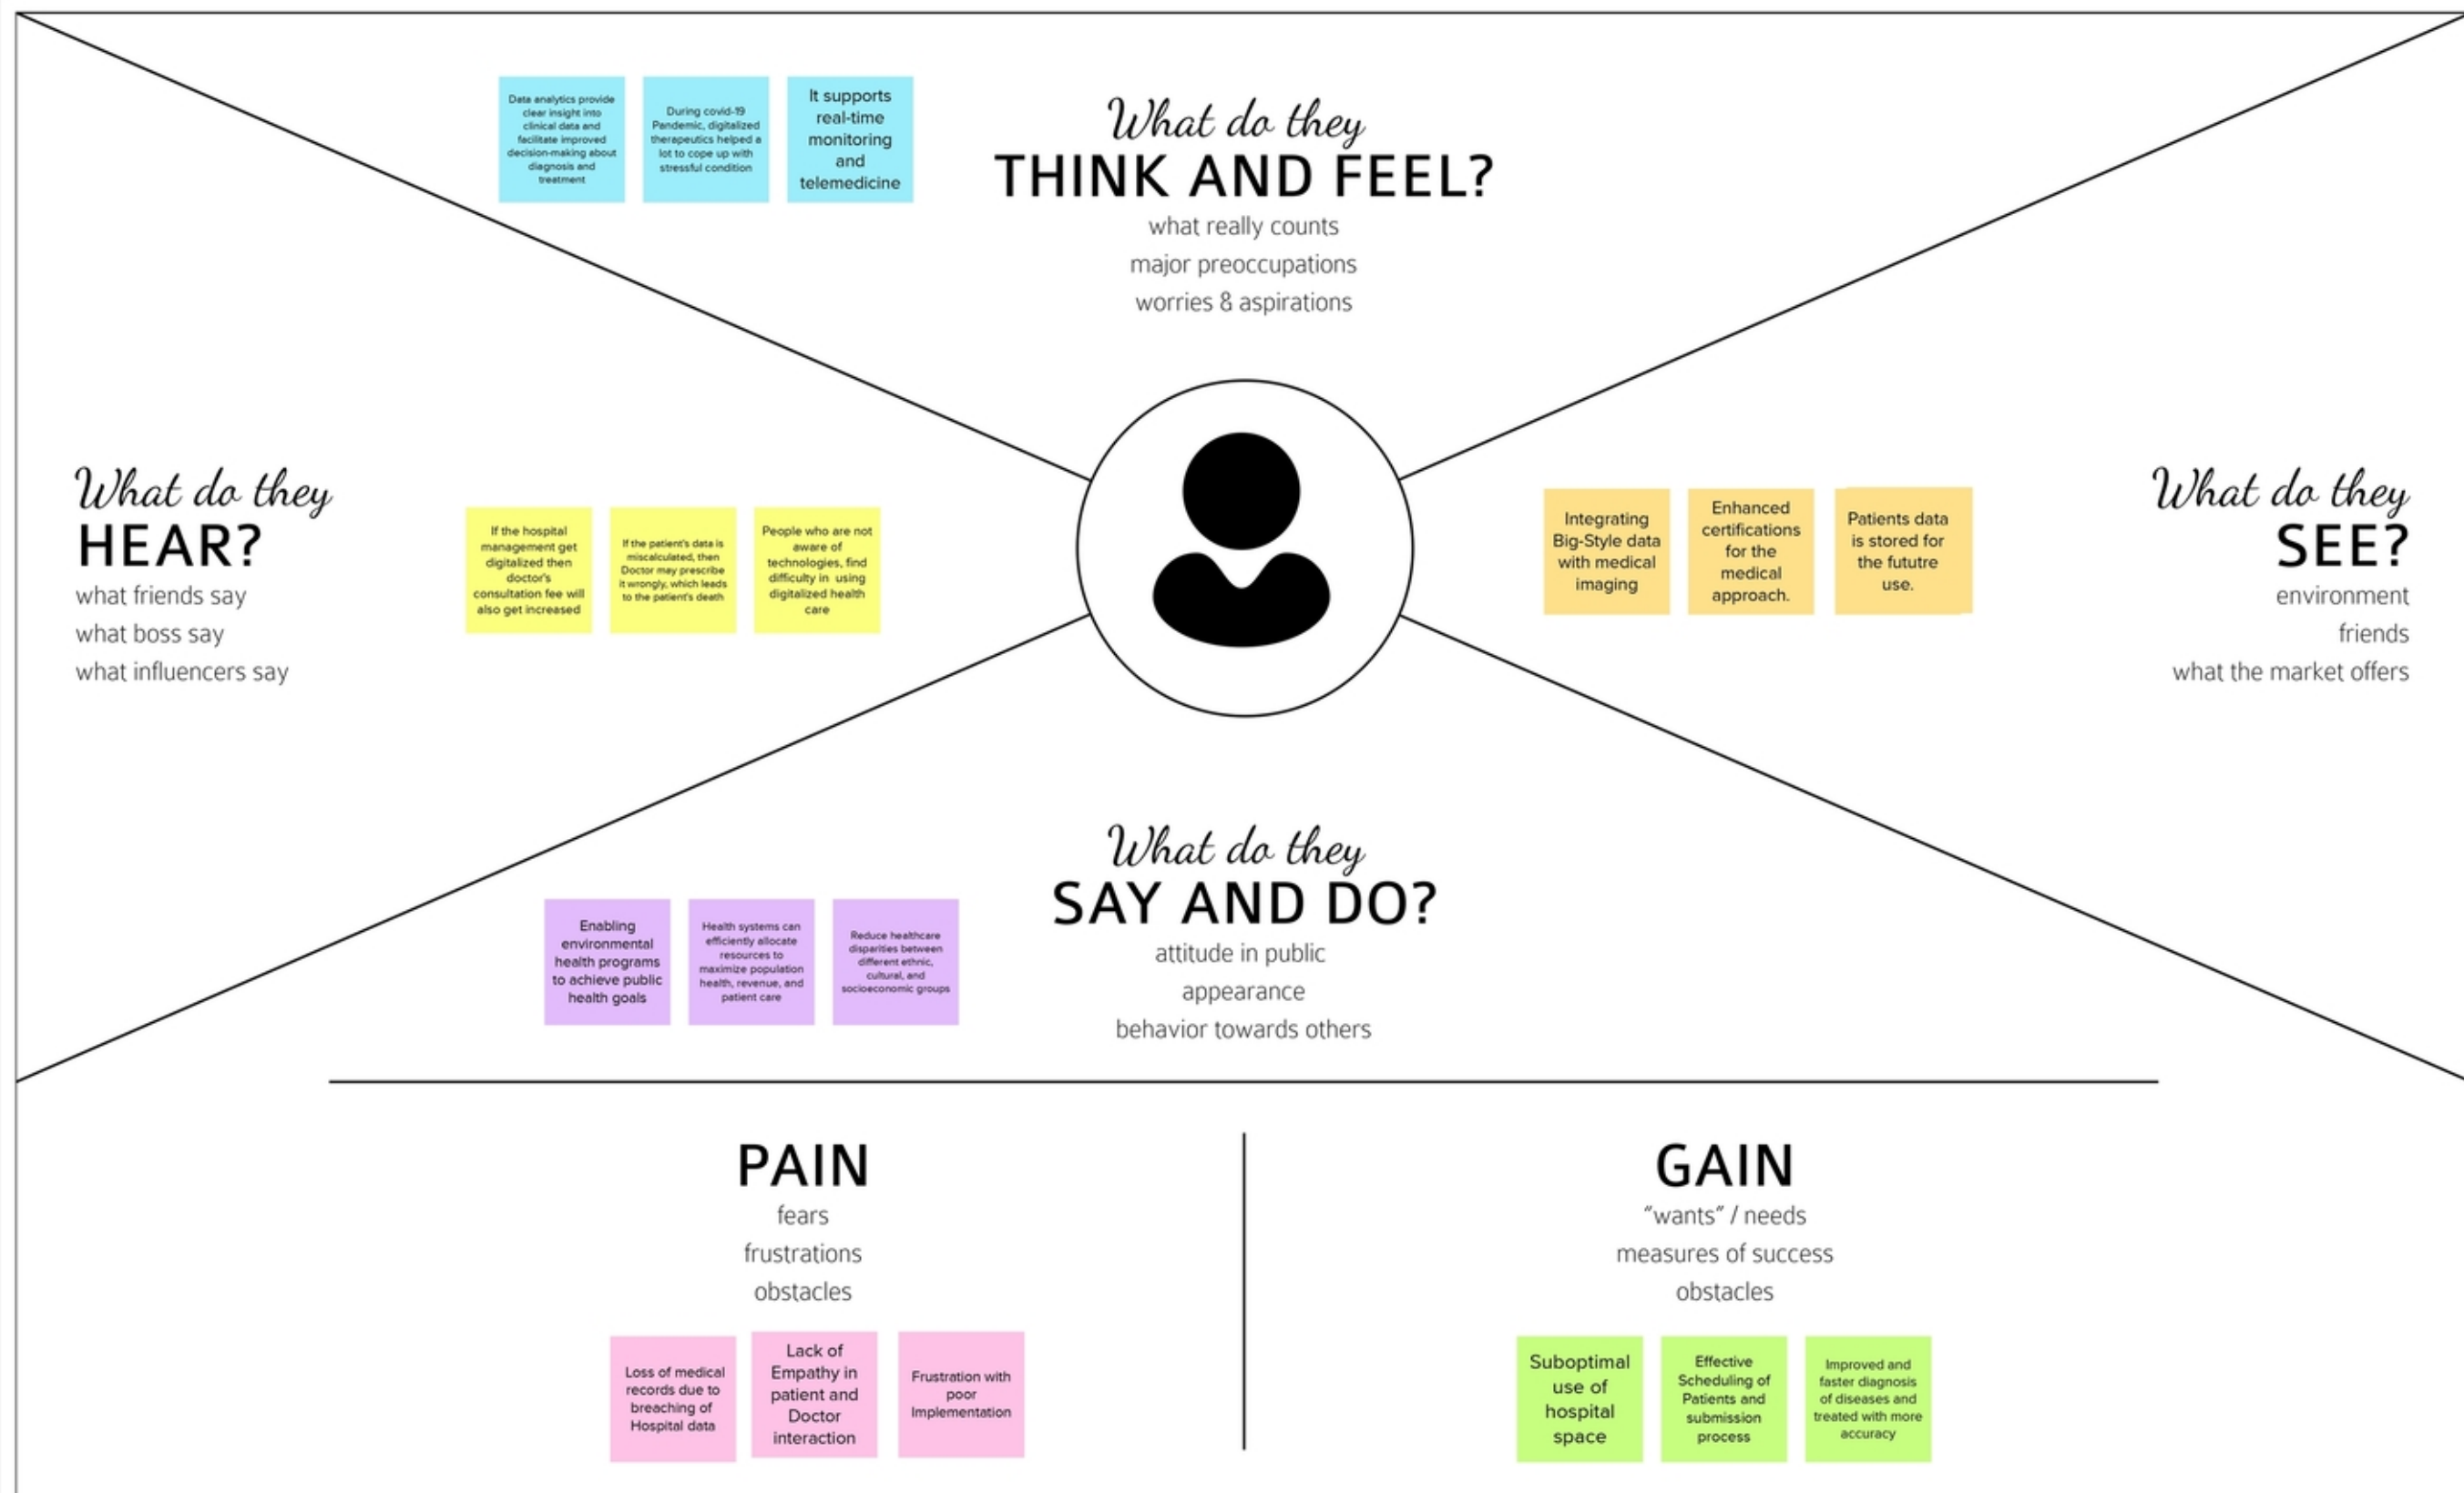 Data analytics provide
clear insight into
clinical data and
facilitate improved
decision-making about
diagnosis and
treatment
During covid-19
Pandemic, digitalized
therapeutics helped a
lot to cope up with
stressful condition
It supports
real-time
monitoring
and
telemedicine
What do they
THINK AND FEEL?
what really counts
major preoccupations
worries & aspirations
What do they
HEAR?
what friends say
what boss say
what influencers say
If the hospital
management get
digitalized then
doctor's
consultation fee will
also get increased
If the patient's data is
miscalculated, then
Doctor may prescribe
it wrongly, which leads
to the patient's death
People who are not
aware of
technologies, find
difficulty in using
digitalized health
care
Integrating
Big-Style data
with medical
imaging
Enhanced
certifications
for the
medical
approach.
Patients data
is stored for
the fututre
use.
What do they
SEE?
environment
friends
what the market offers
What do they
SAY AND DO?
attitude in public
appearance
behavior towards others
Enabling
environmental
health programs
to achieve public
health goals
Health systems can
efficiently allocate
resources to
maximize population
health, revenue, and
patient care
Reduce healthcare
disparities between
different ethnic,
cultural, and
socioeconomic groups
PAIN
fears
frustrations
obstacles
Loss of medical
records due to
breaching of
Hospital data
Lack of
Empathy in
patient and
Doctor
interaction
Frustration with
poor
Implementation
GAIN
“wants” / needs
measures of success
obstacles
Suboptimal
use of
hospital
space
Effective
Scheduling of
Patients and
submission
process
Improved and
faster diagnosis
of diseases and
treated with more
accuracy